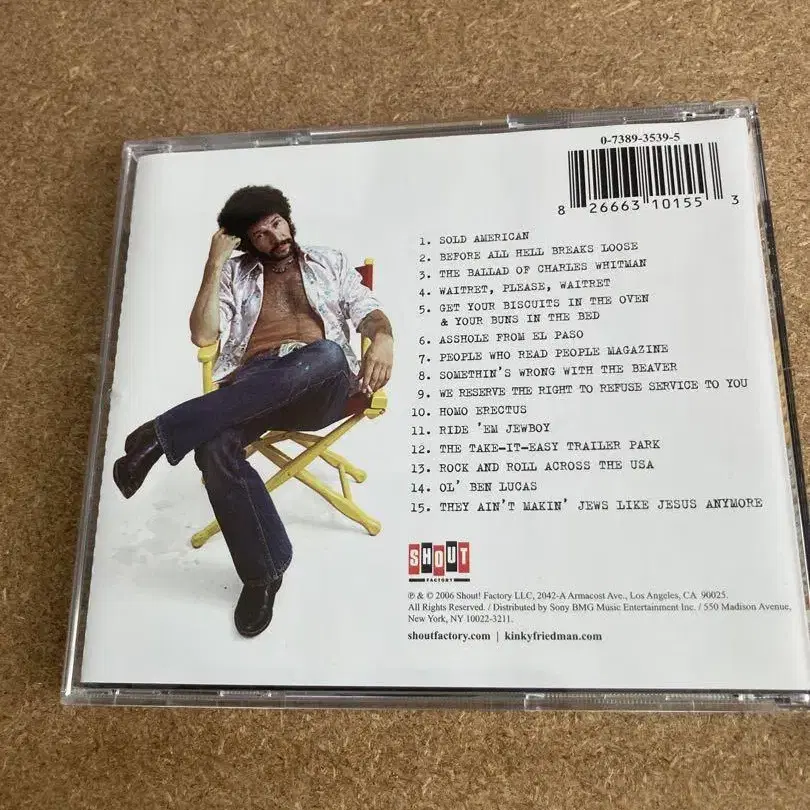 0-7389-3539-5
8 26663 10155 3
1. SOLD AMERICAN
2. BEFORE ALL HELL BREAKS LOOSE
3. THE BALLAD OF CHARLES WHITMAN
4. WAITRET, PLEASE, WAITRET
5. GET YOUR BISCUITS IN THE OVEN
& YOUR BUNS IN THE BED
6. ASSHOLE FROM EL PASO
7. PEOPLE WHO READ PEOPLE MAGAZINE
8. SOMETHIN'S WRONG WITH THE BEAVER
9. WE RESERVE THE RIGHT TO REFUSE SERVICE TO YOU
10. HOMO ERECTUS
11. RIDE 'EM JEWBOY
12. THE TAKE-IT-EASY TRAILER PARK
13. ROCK AND ROLL ACROSS THE USA
14. OL' BEN LUCAS
15. THEY AIN'T MAKIN' JEWS LIKE JESUS ANYMORE
SHOUT
FACTORY
℗ & © 2006 Shout! Factory LLC, 2042-A Armacost Ave., Los Angeles, CA 90025.
All Rights Reserved. / Distributed by Sony BMG Music Entertainment Inc. / 550 Madison Avenue,
New York, NY 10022-3211.
shoutfactory.com | kinkyfriedman.com